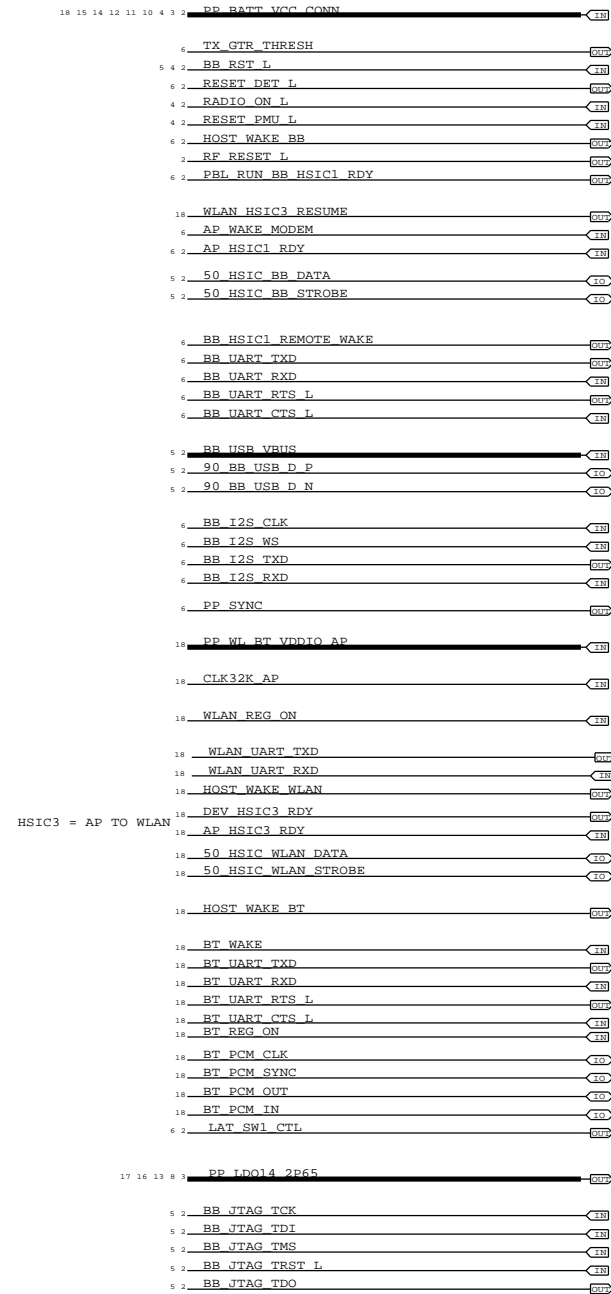 18 15 14 12 11 10 4 3 2 PP_BATT_VCC_CONN IN
6 TX_GTR_THRESH OUT
5 4 2 BB_RST_L IN
6 2 RESET_DET_L OUT
4 2 RADIO_ON_L IN
4 2 RESET_PMU_L IN
6 2 HOST_WAKE_BB OUT
2 RF_RESET_L OUT
6 2 PBL_RUN_BB_HSIC1_RDY OUT
18 WLAN_HSIC3_RESUME OUT
6 AP_WAKE_MODEM IN
6 2 AP_HSIC1_RDY IN
5 2 50_HSIC_BB_DATA IO
5 2 50_HSIC_BB_STROBE IO
6 BB_HSIC1_REMOTE_WAKE OUT
6 BB_UART_TXD OUT
6 BB_UART_RXD IN
6 BB_UART_RTS_L OUT
6 BB_UART_CTS_L IN
5 2 BB_USB_VBUS IN
5 2 90_BB_USB_D_P IO
5 2 90_BB_USB_D_N IO
6 BB_I2S_CLK IN
6 BB_I2S_WS IN
6 BB_I2S_TXD OUT
6 BB_I2S_RXD IN
6 PP_SYNC OUT
18 PP_WL_BT_VDDIO_AP IN
18 CLK32K_AP IN
18 WLAN_REG_ON IN
18 WLAN_UART_TXD OUT
18 WLAN_UART_RXD IN
18 HOST_WAKE_WLAN OUT
18 DEV_HSIC3_RDY OUT
HSIC3 = AP TO WLAN
18 AP_HSIC3_RDY IN
18 50_HSIC_WLAN_DATA IO
18 50_HSIC_WLAN_STROBE IO
18 HOST_WAKE_BT OUT
18 BT_WAKE IN
18 BT_UART_TXD OUT
18 BT_UART_RXD IN
18 BT_UART_RTS_L OUT
18 BT_UART_CTS_L IN
18 BT_REG_ON IN
18 BT_PCM_CLK IO
18 BT_PCM_SYNC IO
18 BT_PCM_OUT IO
18 BT_PCM_IN IO
6 2 LAT_SW1_CTL OUT
17 16 13 8 3 PP_LDO14_2P65 OUT
5 2 BB_JTAG_TCK IN
5 2 BB_JTAG_TDI IN
5 2 BB_JTAG_TMS IN
5 2 BB_JTAG_TRST_L IN
5 2 BB_JTAG_TDO OUT